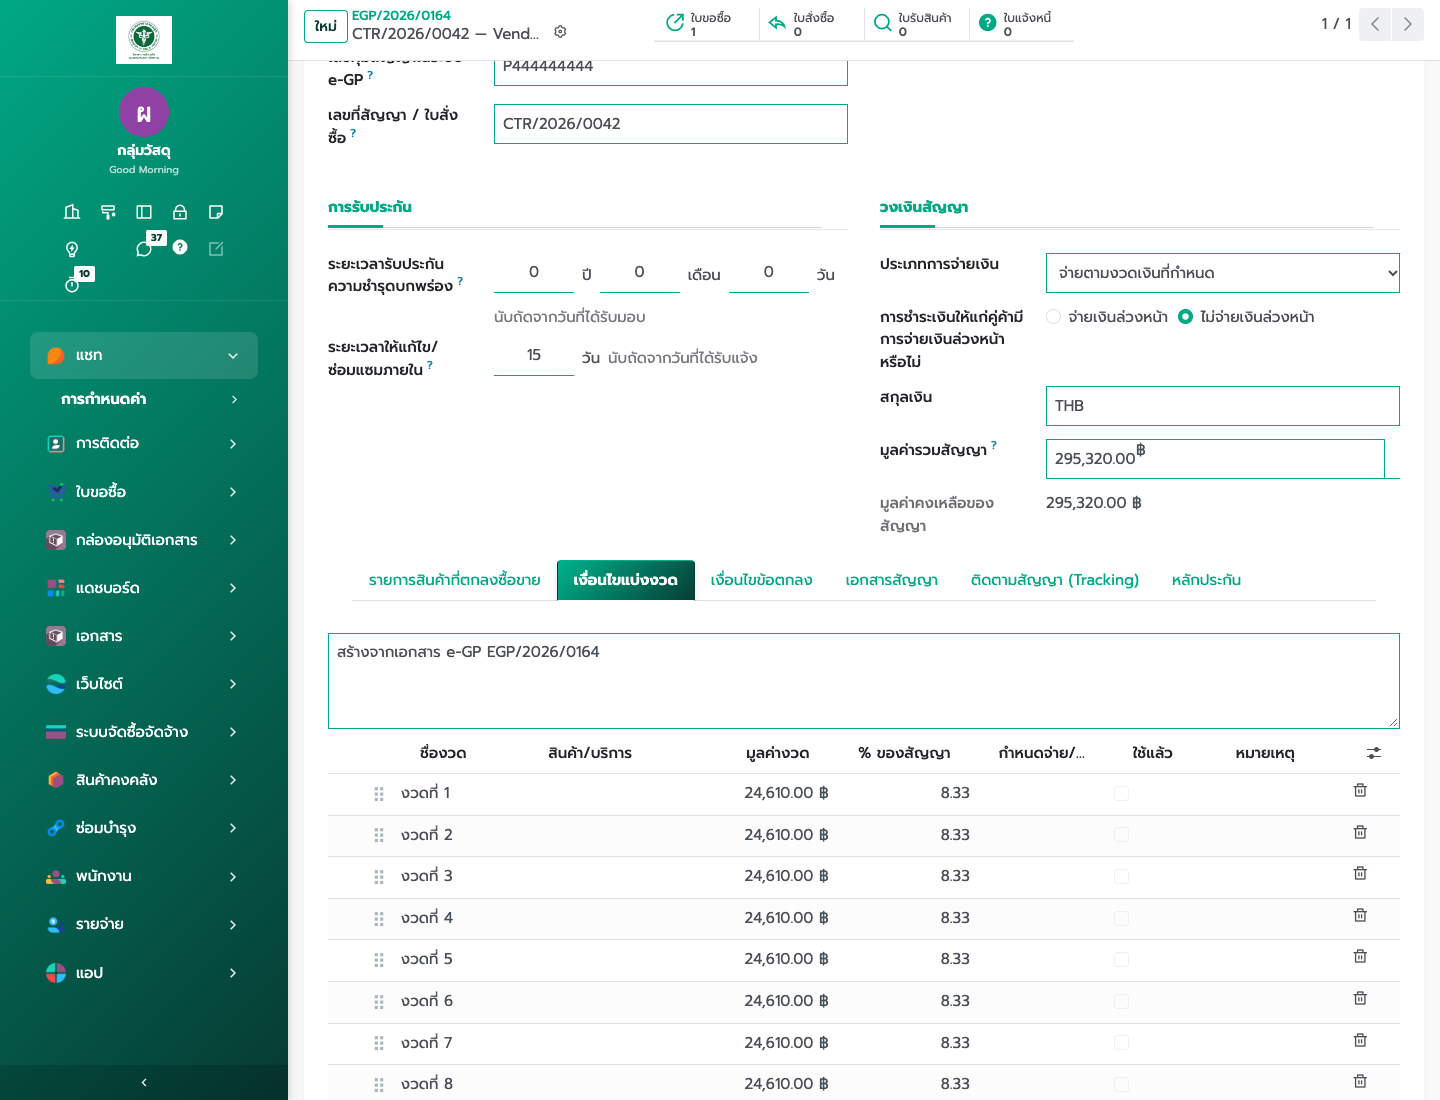 ใหม่
EGP/2026/0164
CTR/2026/0042 — Vend...
ใบขอซื้อ
1
ใบสั่งซื้อ
0
ใบรับสินค้า
0
ใบแจ้งหนี้
0
1 / 1
ผ
กลุ่มวัสดุ
Good Morning
37
10
แชท
การกำหนดค่า
การติดต่อ
ใบขอซื้อ
กล่องอนุมัติเอกสาร
แดชบอร์ด
เอกสาร
เว็บไซต์
ระบบจัดซื้อจัดจ้าง
สินค้าคงคลัง
ซ่อมบำรุง
พนักงาน
รายจ่าย
แอป
e-GP ?
P444444444
เลขที่สัญญา / ใบสั่ง
ซื้อ ?
CTR/2026/0042
การรับประกัน
ระยะเวลารับประกัน
ความชำรุดบกพร่อง ?
0 ปี 0 เดือน 0 วัน
นับถัดจากวันที่ได้รับมอบ
ระยะเวลาให้แก้ไข/
ซ่อมแซมภายใน ?
15 วัน นับถัดจากวันที่ได้รับแจ้ง
วงเงินสัญญา
ประเภทการจ่ายเงิน
จ่ายตามงวดเงินที่กำหนด
การชำระเงินให้แก่คู่ค้ามี
การจ่ายเงินล่วงหน้า
หรือไม่
จ่ายเงินล่วงหน้า ไม่จ่ายเงินล่วงหน้า
สกุลเงิน
THB
มูลค่ารวมสัญญา ?
295,320.00฿
มูลค่าคงเหลือของ
สัญญา
295,320.00 ฿
รายการสินค้าที่ตกลงซื้อขาย เงื่อนไขแบ่งงวด เงื่อนไขข้อตกลง เอกสารสัญญา ติดตามสัญญา (Tracking) หลักประกัน
สร้างจากเอกสาร e-GP EGP/2026/0164
ชื่องวด สินค้า/บริการ มูลค่างวด % ของสัญญา กำหนดจ่าย/... ใช้แล้ว หมายเหตุ
งวดที่ 1 24,610.00 ฿ 8.33
งวดที่ 2 24,610.00 ฿ 8.33
งวดที่ 3 24,610.00 ฿ 8.33
งวดที่ 4 24,610.00 ฿ 8.33
งวดที่ 5 24,610.00 ฿ 8.33
งวดที่ 6 24,610.00 ฿ 8.33
งวดที่ 7 24,610.00 ฿ 8.33
งวดที่ 8 24,610.00 ฿ 8.33